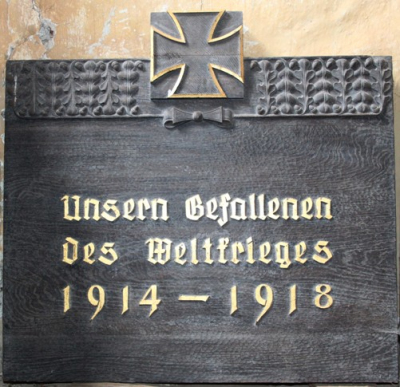 Unsern Gefallenen
des Weltkrieges
1914 – 1918